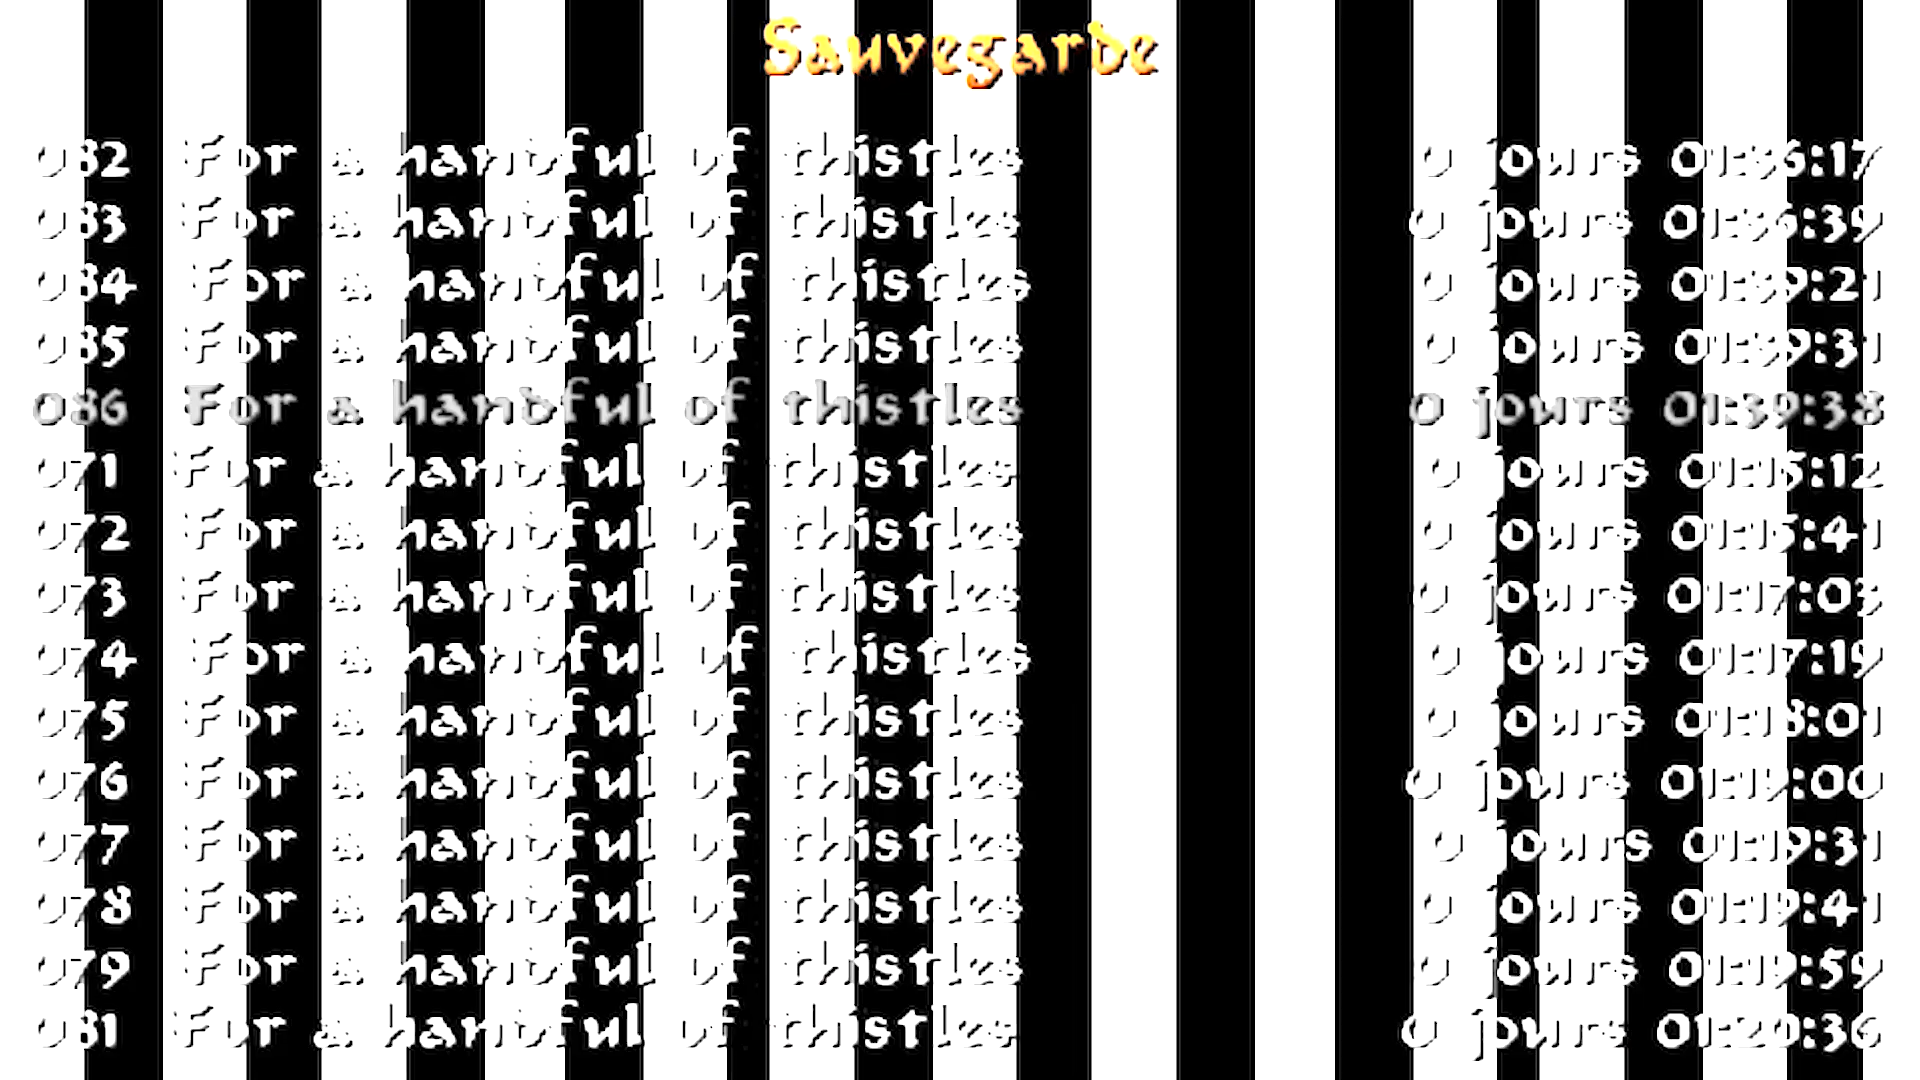 Sauvegarde
082 For a handful of thistles 0 jours 01:36:17
083 For a handful of thistles 0 jours 01:36:39
084 For a handful of thistles 0 jours 01:39:21
085 For a handful of thistles 0 jours 01:39:31
086 For a handful of thistles 0 jours 01:39:38
071 For a handful of thistles 0 jours 01:15:12
072 For a handful of thistles 0 jours 01:15:41
073 For a handful of thistles 0 jours 01:17:03
074 For a handful of thistles 0 jours 01:17:19
075 For a handful of thistles 0 jours 01:18:01
076 For a handful of thistles 0 jours 01:19:00
077 For a handful of thistles 0 jours 01:19:31
078 For a handful of thistles 0 jours 01:19:41
079 For a handful of thistles 0 jours 01:19:59
081 For a handful of thistles 0 jours 01:20:36